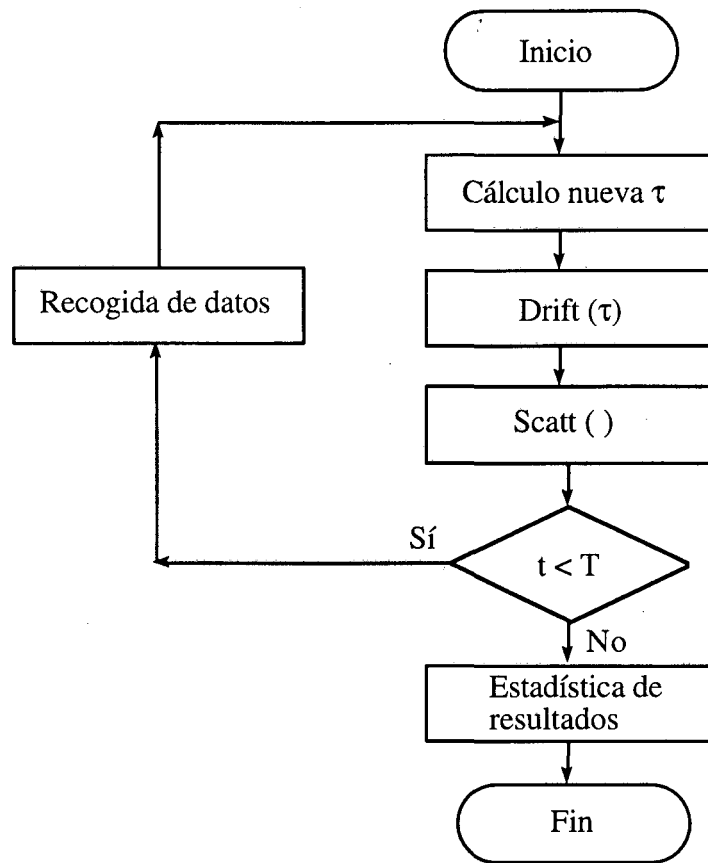 Inicio
Cálculo nueva τ
Recogida de datos
Drift (τ)
Scatt ( )
Sí
t < T
No
Estadística de
resultados
Fin